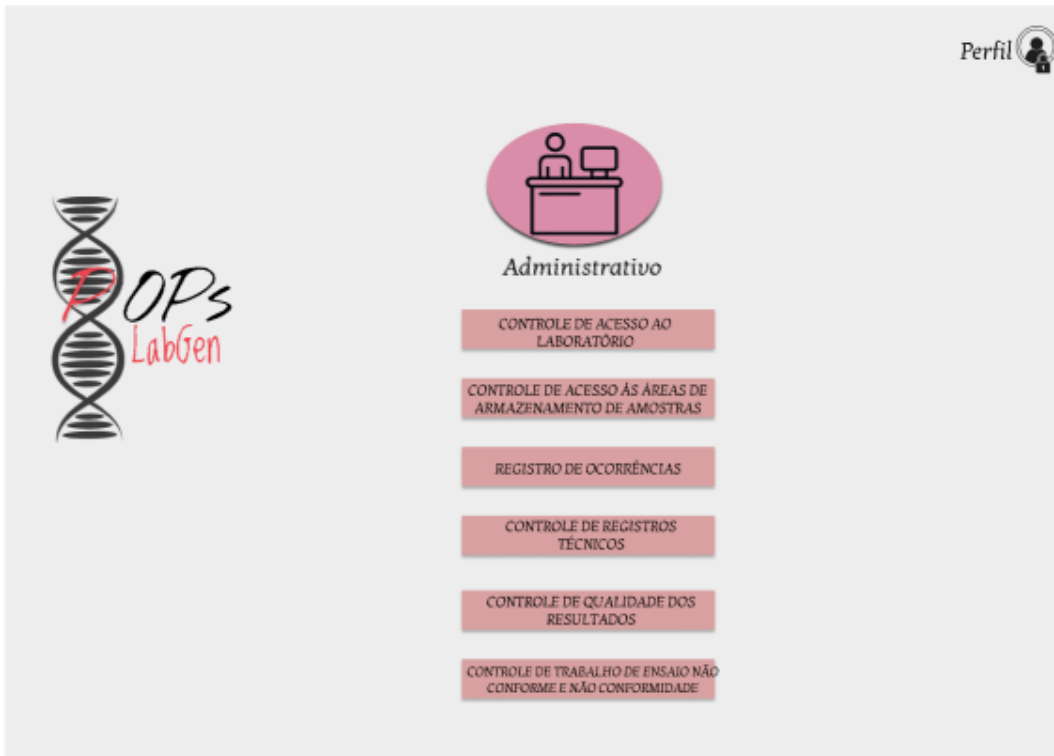 Perfil
POPs
LabGen
Administrativo
CONTROLE DE ACESSO AO
LABORATÓRIO
CONTROLE DE ACESSO ÀS ÁREAS DE
ARMAZENAMENTO DE AMOSTRAS
REGISTRO DE OCORRÊNCIAS
CONTROLE DE REGISTROS
TÉCNICOS
CONTROLE DE QUALIDADE DOS
RESULTADOS
CONTROLE DE TRABALHO DE ENSAIO NÃO
CONFORME E NÃO CONFORMIDADE